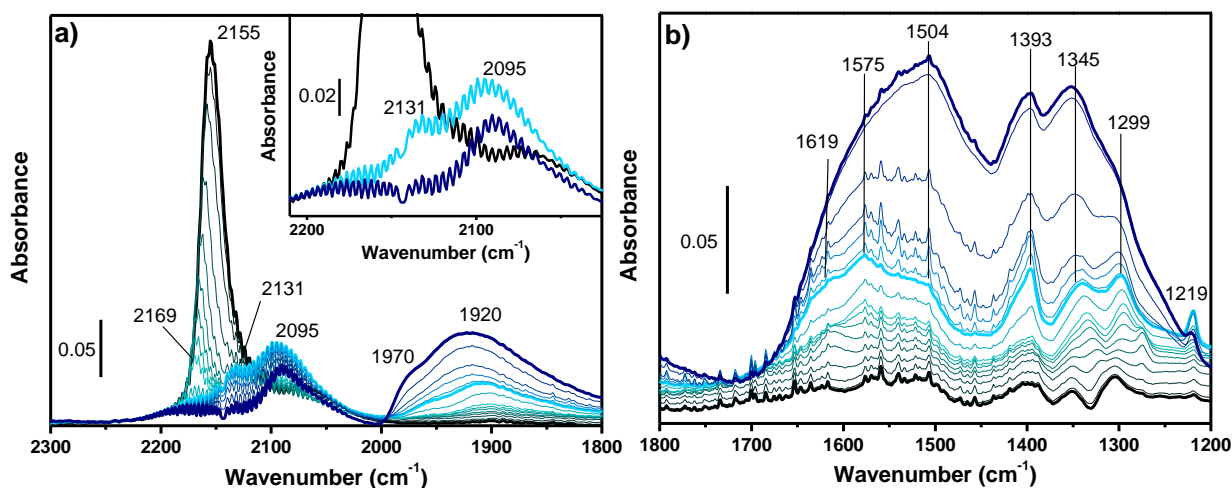 a)
2155
2169
2131
2095
1970
1920
0.05
Absorbance
2300 2200 2100 2000 1900 1800
Wavenumber (cm-1)
0.02
2131
2095
Absorbance
2200 2100
Wavenumber (cm-1)
b)
1619
1575
1504
1393
1345
1299
1219
0.05
Absorbance
1800 1700 1600 1500 1400 1300 1200
Wavenumber (cm-1)